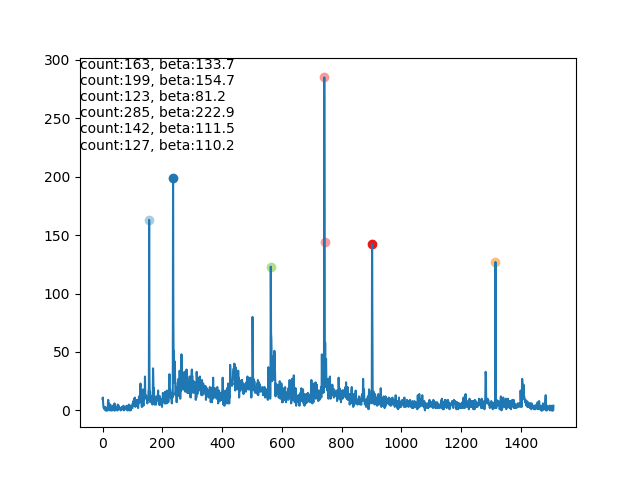 count:163, beta:133.7
count:199, beta:154.7
count:123, beta:81.2
count:285, beta:222.9
count:142, beta:111.5
count:127, beta:110.2
300
250
200
150
100
50
0
0 200 400 600 800 1000 1200 1400